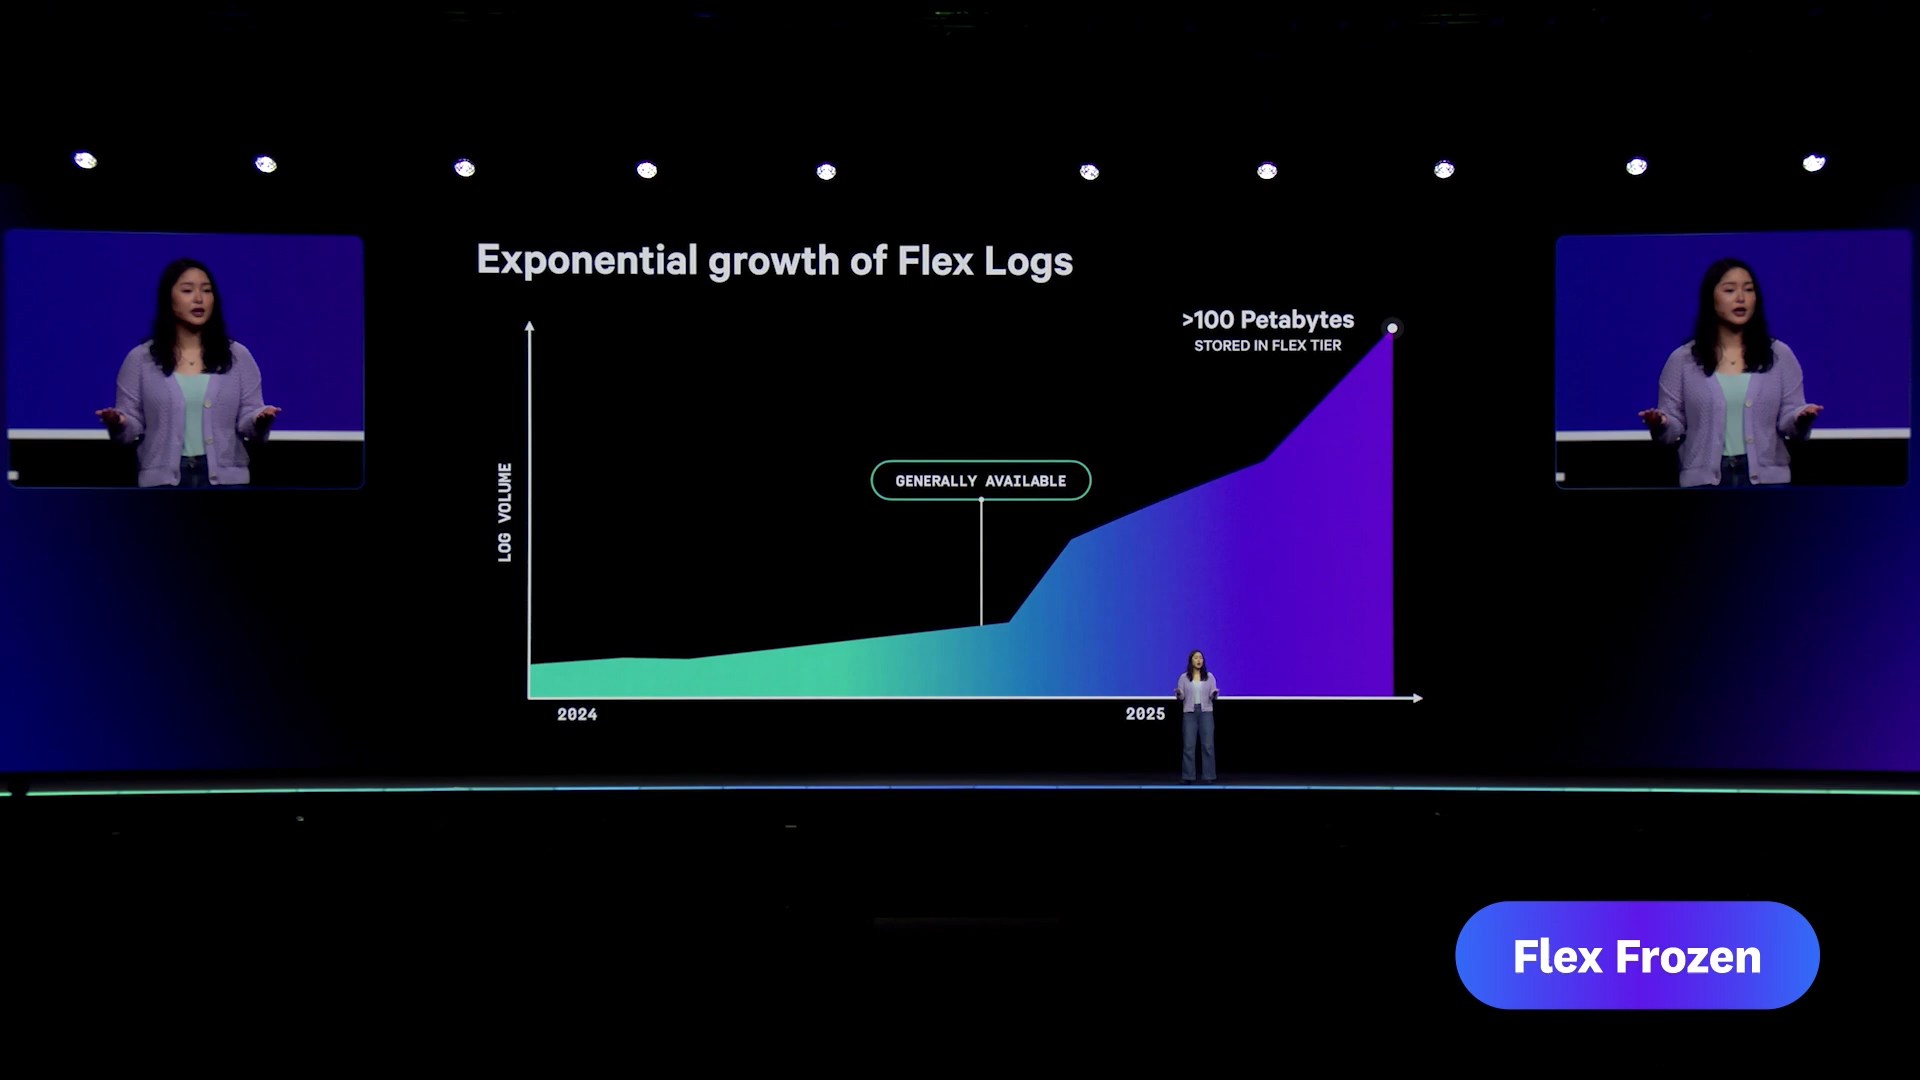 Exponential growth of Flex Logs
>100 Petabytes
STORED IN FLEX TIER
GENERALLY AVAILABLE
LOG VOLUME
2024
2025
Flex Frozen